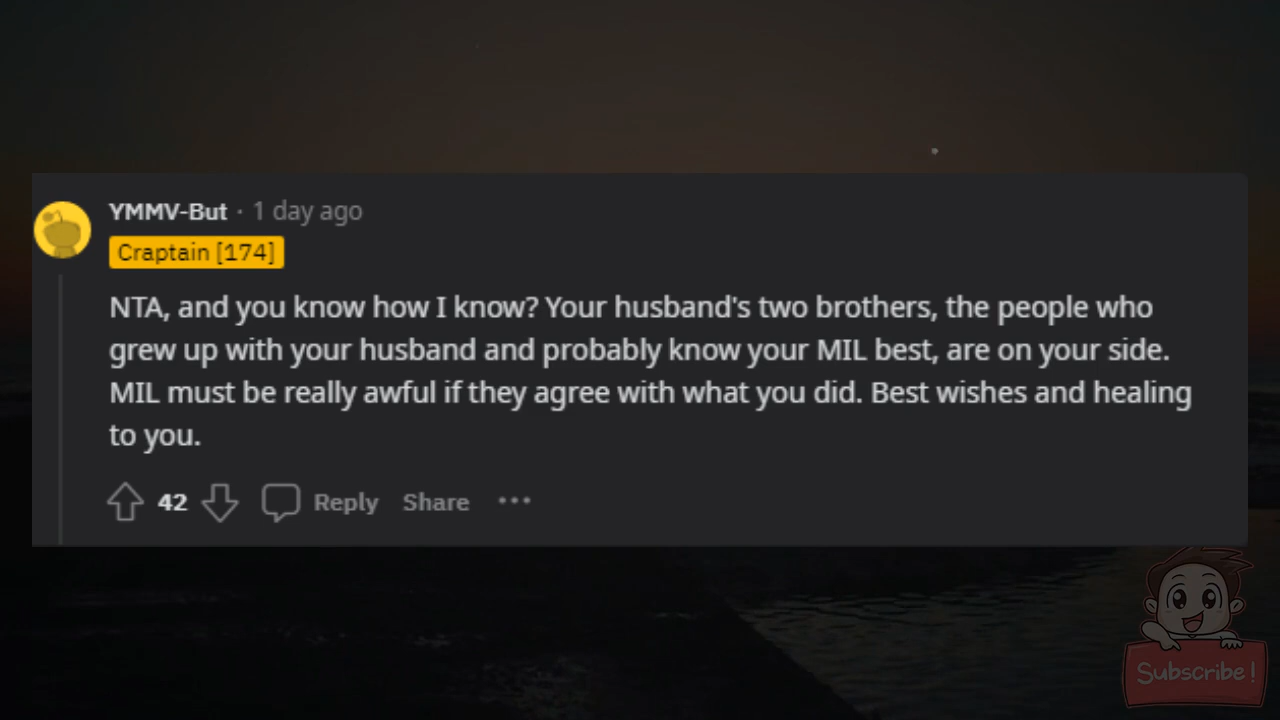 YMMV-But · 1 day ago
Craptain [174]
NTA, and you know how I know? Your husband's two brothers, the people who
grew up with your husband and probably know your MIL best, are on your side.
MIL must be really awful if they agree with what you did. Best wishes and healing
to you.
42 Reply Share ···
Subscribe!